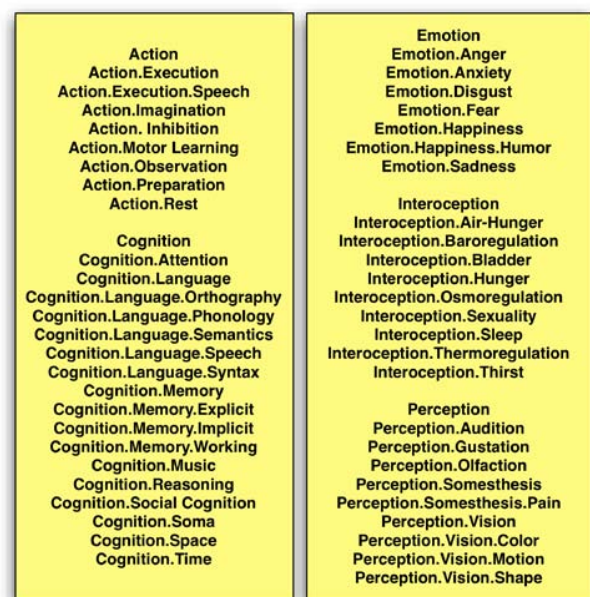 Action
Action.Execution
Action.Execution.Speech
Action.Imagination
Action. Inhibition
Action.Motor Learning
Action.Observation
Action.Preparation
Action.Rest
Cognition
Cognition.Attention
Cognition.Language
Cognition.Language.Orthography
Cognition.Language.Phonology
Cognition.Language.Semantics
Cognition.Language.Speech
Cognition.Language.Syntax
Cognition.Memory
Cognition.Memory.Explicit
Cognition.Memory.Implicit
Cognition.Memory.Working
Cognition.Music
Cognition.Reasoning
Cognition.Social Cognition
Cognition.Soma
Cognition.Space
Cognition.Time
Emotion
Emotion.Anger
Emotion.Anxiety
Emotion.Disgust
Emotion.Fear
Emotion.Happiness
Emotion.Happiness.Humor
Emotion.Sadness
Interoception
Interoception.Air-Hunger
Interoception.Baroregulation
Interoception.Bladder
Interoception.Hunger
Interoception.Osmoregulation
Interoception.Sexuality
Interoception.Sleep
Interoception.Thermoregulation
Interoception.Thirst
Perception
Perception.Audition
Perception.Gustation
Perception.Olfaction
Perception.Somesthesis
Perception.Somesthesis.Pain
Perception.Vision
Perception.Vision.Color
Perception.Vision.Motion
Perception.Vision.Shape